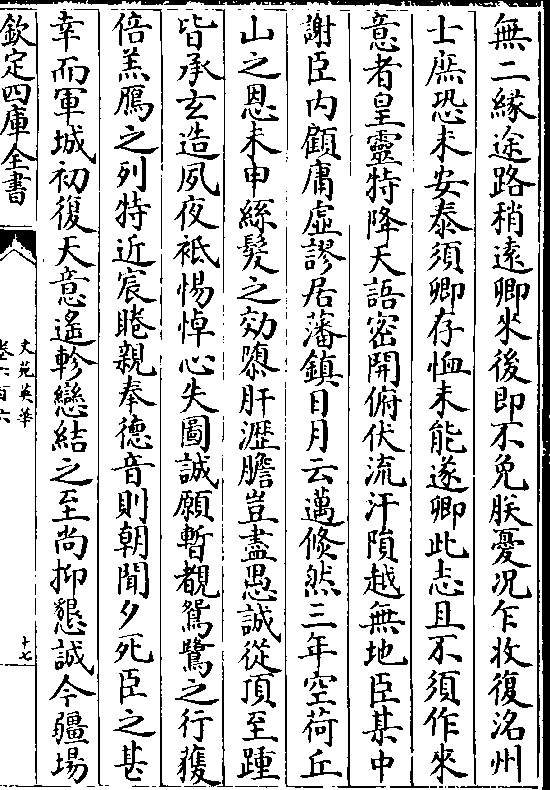 無二縁途路稍遠卿来後即不免朕憂况乍收復洺州
士庶恐未安泰須卿存恤未能遂卿此志且不須作來
意者皇靈特降天語密開俯伏流汗隕越無地臣某中
謝臣内顧庸虚謬居藩鎮日月云邁倐然三年空荷丘
山之恩未申絲髮之効隳肝瀝膽豈盡愚誠從頂至踵
皆承玄造夙夜祗惕悼心失圖誠願暫覩鴛鷺之行獲
倍羔鴈之列特近宸睠親奉德音則朝聞夕死臣之甚
幸而軍城初復天意遙軫戀結之至尚抑懇誠今疆埸
欽定四庫全書
文苑英華
卷六百六
十七